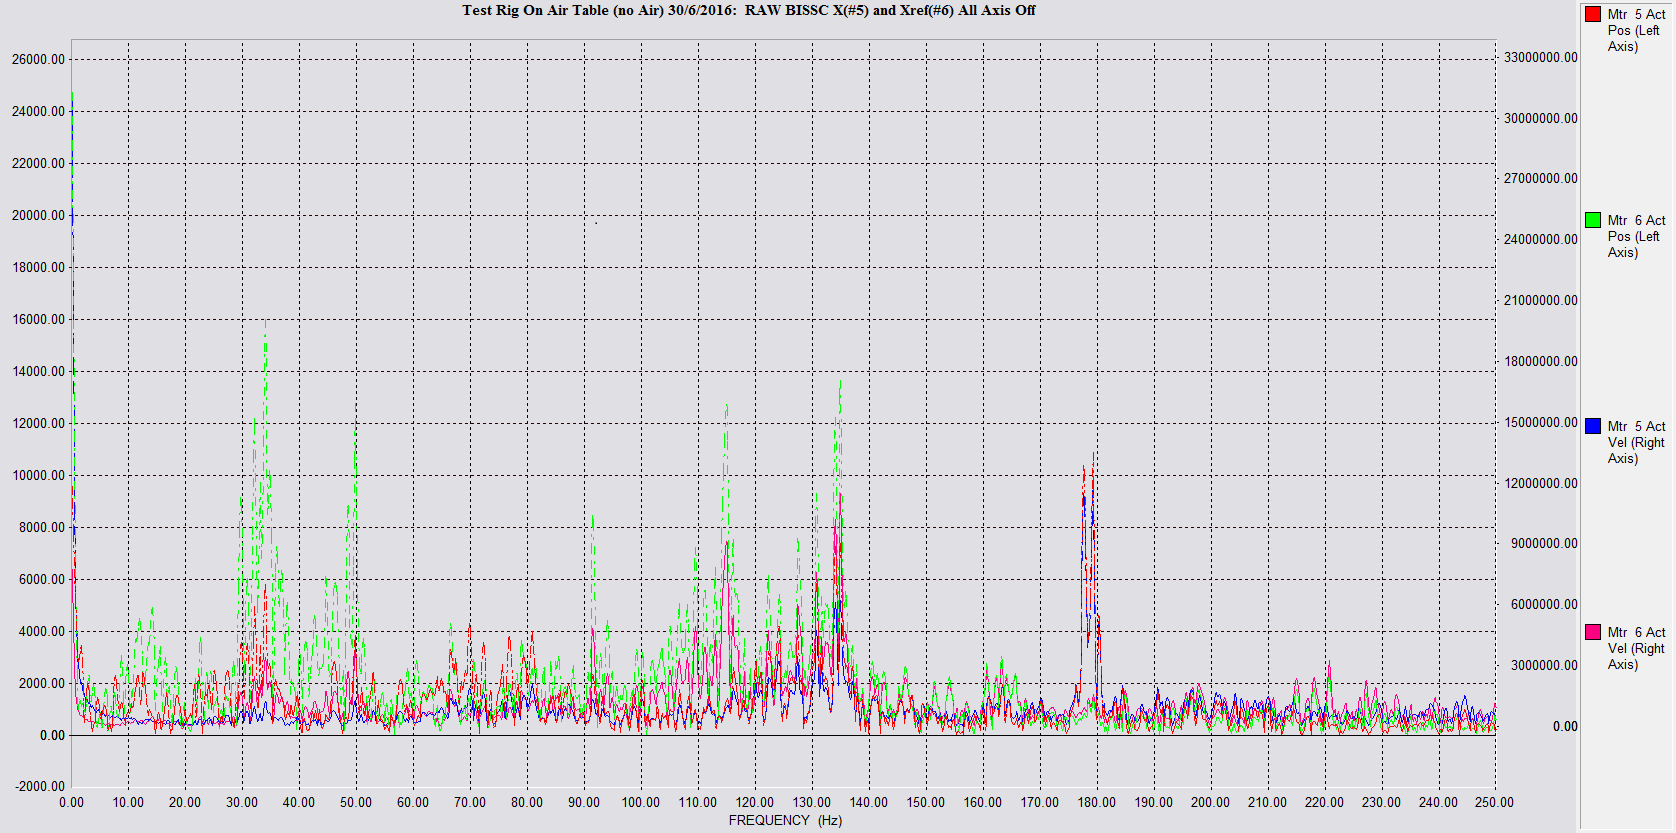 Test Rig On Air Table (no Air) 30/6/2016:  RAW BISSC X(#5) and Xref(#6) All Axis Off
26000.00
24000.00
22000.00
20000.00
18000.00
16000.00
14000.00
12000.00
10000.00
8000.00
6000.00
4000.00
2000.00
0.00
-2000.00
33000000.00
30000000.00
27000000.00
24000000.00
21000000.00
18000000.00
15000000.00
12000000.00
9000000.00
6000000.00
3000000.00
0.00
0.00 10.00 20.00 30.00 40.00 50.00 60.00 70.00 80.00 90.00 100.00 110.00 120.00 130.00 140.00 150.00 160.00 170.00 180.00 190.00 200.00 210.00 220.00 230.00 240.00 250.00
FREQUENCY  (Hz)
Mtr  5 Act
Pos (Left
Axis)
Mtr  6 Act
Pos (Left
Axis)
Mtr  5 Act
Vel (Right
Axis)
Mtr  6 Act
Vel (Right
Axis)